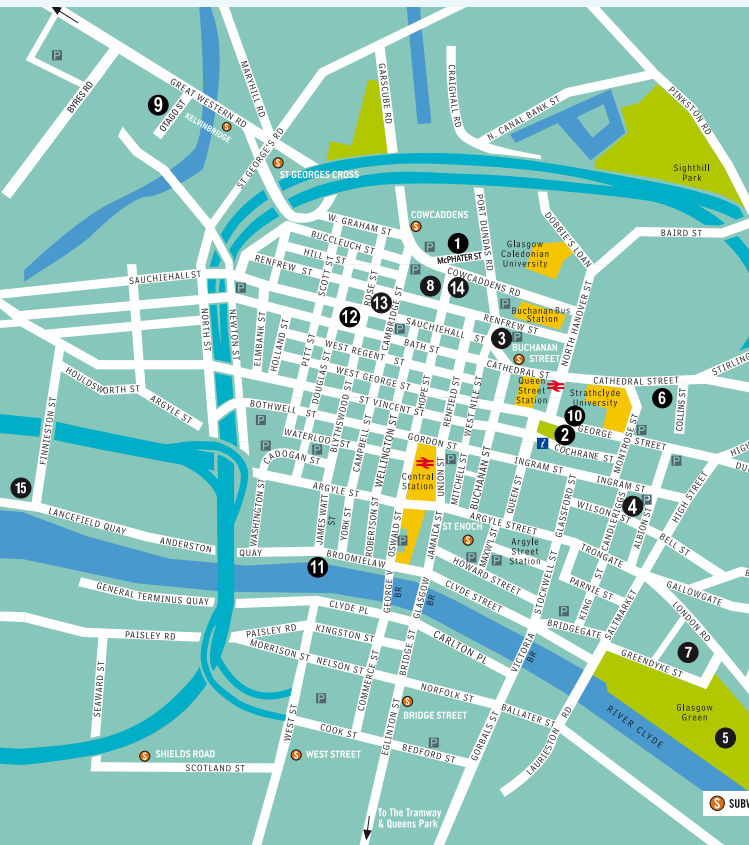 P
BYRES RD
9
OTAGO ST
GREAT WESTERN RD
KELVINBRIDGE
S
MARYHILL RD
ST GEORGE'S RD
S
ST GEORGES CROSS
GARSCUBE RD
CRAIGHALL RD
N. CANAL BANK ST
PINKSTON RD
Sighthill
Park
BAIRD ST
COWCADDENS
S
P
1
McPHATER ST
PORT DUNDAS RD
DOBBIE'S LOAN
Glasgow
Caledonian
University
W. GRAHAM ST
BUCCLEUCH ST
HILL ST
RENFREW ST
SCOTT ST
ROSE ST
CAMBRIDGE ST
P
8
14
COWCADDENS RD
P
Buchanan Bus
Station
NORTH HANOVER ST
SAUCHIEHALL ST
P
NORTH ST
NEWTON ST
ELMBANK ST
HOLLAND ST
PITT ST
DOUGLAS ST
BLYTHSWOOD ST
12
13
P
SAUCHIEHALL ST
RENFREW ST
3
P
BUCHANAN
STREET
S
BATH ST
WEST REGENT ST
WEST GEORGE ST
ST VINCENT ST
HOPE ST
RENFIELD ST
WEST NILE ST
CATHEDRAL ST
Queen
Street
Station
CATHEDRAL STREET
STIRLING
Strathclyde
University
6
COLLINS ST
10
2
i
GEORGE STREET
COCHRANE ST
MONTROSE ST
P
HOULDSWORTH ST
ARGYLE ST
FINNIESTON ST
BOTHWELL ST
P
WATERLOO ST
P
P
CADOGAN ST
CAMPBELL ST
WELLINGTON ST
GORDON ST
Central
Station
UNION ST
P
MITCHELL ST
BUCHANAN ST
QUEEN ST
INGRAM ST
INGRAM ST
GLASSFORD ST
WILSON ST
CANDLERIGGS
4
P
ALBION ST
P
HIGH STREET
HIGH
DU
BELL ST
15
LANCEFIELD QUAY
ANDERSTON QUAY
WASHINGTON ST
ARGYLE ST
JAMES WATT ST
YORK ST
ROBERTSON ST
OSWALD ST
P
JAMAICA ST
ST ENOCH
S
ARGYLE STREET
P
MAXWELL ST
P
Argyle
Street
Station
TRONGATE
STOCKWELL ST
PARNIE ST
P
KING ST
SALTMARKET
GALLOWGATE
LONDON RD
BROOMIELAW
11
GEORGE V BR
GLASGOW BR
HOWARD STREET
CLYDE STREET
VICTORIA BR
BRIDGEGATE
GREENDYKE ST
7
GENERAL TERMINUS QUAY
CLYDE PL
PAISLEY RD
PAISLEY RD
KINGSTON ST
MORRISON ST
NELSON ST
COMMERCE ST
BRIDGE ST
CARLTON PL
NORFOLK ST
Glasgow
Green
5
RIVER CLYDE
SEAWARD ST
P
WEST ST
S
BRIDGE STREET
EGLINTON ST
COOK ST
P
BEDFORD ST
GORBALS ST
BALLATER ST
LAURIESTON RD
S
SHIELDS ROAD
SCOTLAND ST
S
WEST STREET
To The Tramway
& Queens Park
S
SUBW